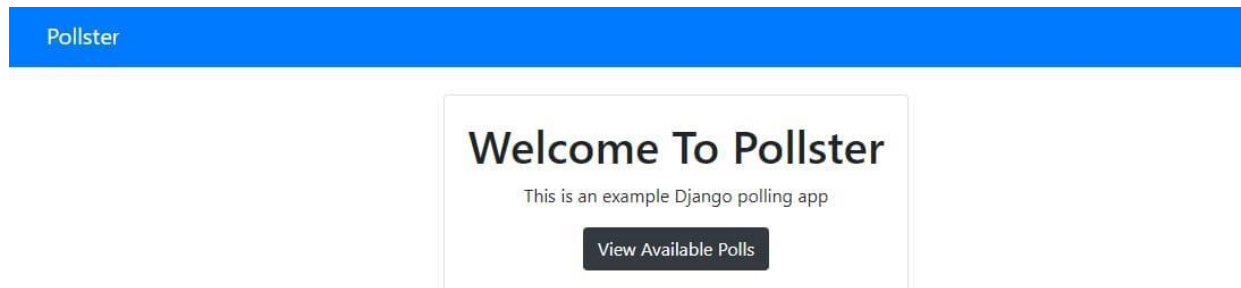 Pollster
Welcome To Pollster
This is an example Django polling app
View Available Polls